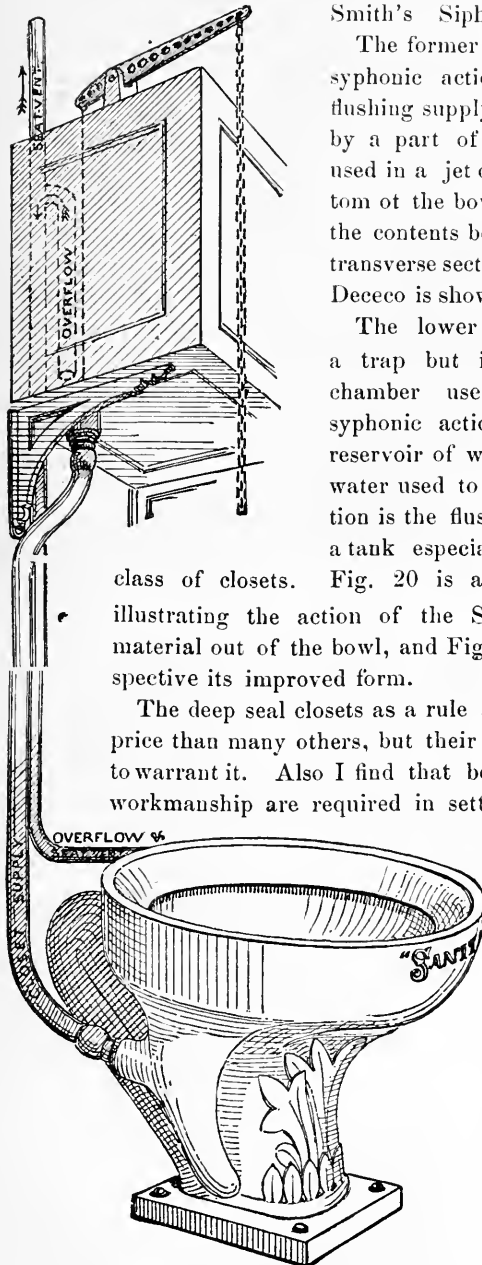 Smith's Siph
The former
syphonic actio
flushing supply
by a part of
used in a jet o
tom ot the bow
the contents be
transverse sect
Dececo is show
The lower
a trap but i
chamber use
syphonic action
reservoir of w
water used to
tion is the flus
a tank especia
class of closets. Fig. 20 is a
illustrating the action of the S
material out of the bowl, and Fig
spective its improved form.
The deep seal closets as a rule
price than many others, but their
to warrant it. Also I find that be
workmanship are required in sett
SEAT-VENT
OVERFLOW
OVERFLOW &
SEAT VENT
CLOSET SUPPLY
"SANIT